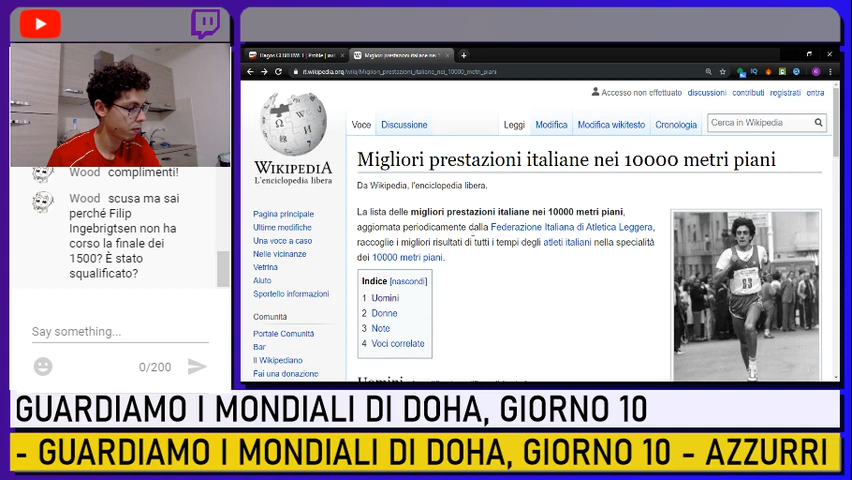 Migliori prestazioni italiane nei 1
it.wikipedia.org/wiki/Migliori_prestazioni_italiane_nei_10000_metri_piani
Accesso non effettuato discussioni contributi registrati entra
Voce Discussione Leggi Modifica Modifica wikitesto Cronologia Cerca in Wikipedia
WIKIPEDIA
L'enciclopedia libera
Migliori prestazioni italiane nei 10000 metri piani
Da Wikipedia, l'enciclopedia libera.
Pagina principale
Ultime modifiche
Una voce a caso
Nelle vicinanze
Vetrina
Aiuto
Sportello informazioni
Comunità
Portale Comunità
Bar
Il Wikipediano
Fai una donazione
La lista delle migliori prestazioni italiane nei 10000 metri piani,
aggiornata periodicamente dalla Federazione Italiana di Atletica Leggera,
raccoglie i migliori risultati di tutti i tempi degli atleti italiani nella specialità
dei 10000 metri piani.
Indice [nascondi]
1 Uomini
2 Donne
3 Note
4 Voci correlate
Wood complimenti!
Wood scusa ma sai
perché Filip
Ingebrigtsen non ha
corso la finale dei
1500? È stato
squalificato?
Say something...
0/200
GUARDIAMO I MONDIALI DI DOHA, GIORNO 10
- GUARDIAMO I MONDIALI DI DOHA, GIORNO 10 - AZZURRI